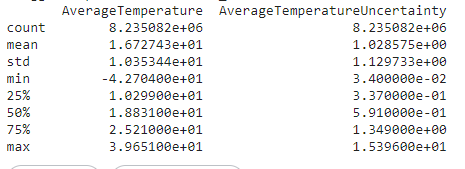 AverageTemperature AverageTemperatureUncertainty
count 8.235082e+06 8.235082e+06
mean 1.672743e+01 1.028575e+00
std 1.035344e+01 1.129733e+00
min -4.270400e+01 3.400000e-02
25% 1.029900e+01 3.370000e-01
50% 1.883100e+01 5.910000e-01
75% 2.521000e+01 1.349000e+00
max 3.965100e+01 1.539600e+01